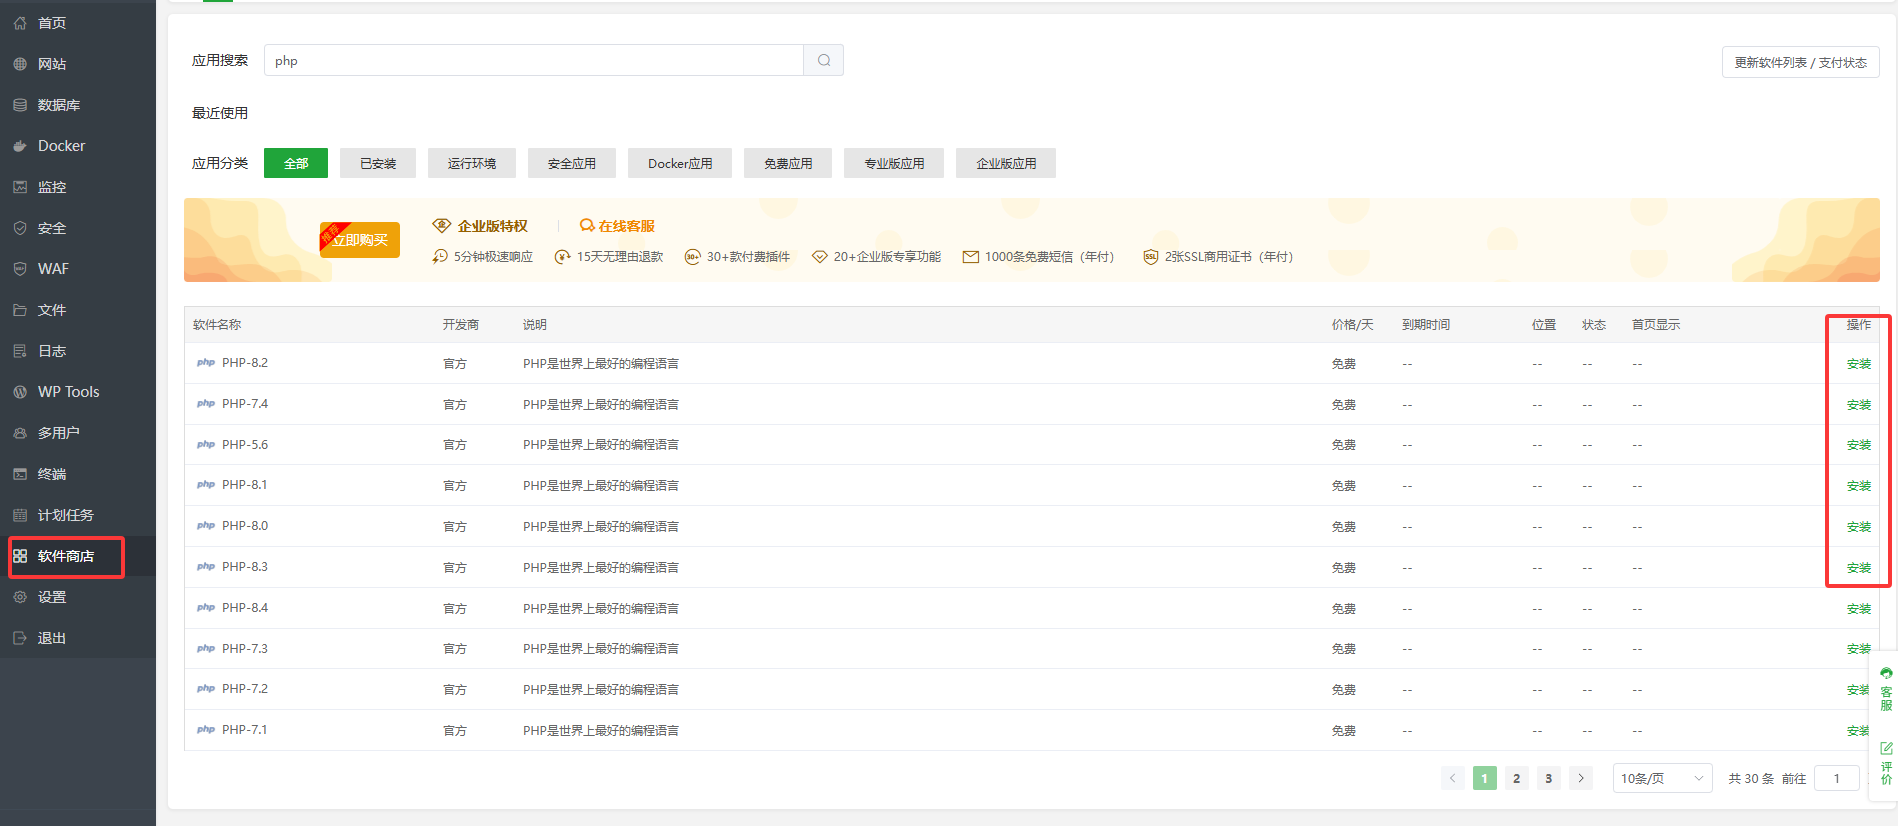 首页
网站
数据库
Docker
监控
安全
WAF
文件
日志
WP Tools
多用户
终端
计划任务
软件商店
设置
退出
应用搜索 php
更新软件列表 / 支付状态
最近使用
应用分类 全部 已安装 运行环境 安全应用 Docker应用 免费应用 专业版应用 企业版应用
推荐
立即购买
企业版特权 在线客服
5分钟极速响应 15天无理由退款 30+ 30+款付费插件 20+企业版专享功能 1000条免费短信（年付） SSL 2张SSL商用证书（年付）
软件名称 开发商 说明 价格/天 到期时间 位置 状态 首页显示 操作
php PHP-8.2 官方 PHP是世界上最好的编程语言 免费 -- -- -- -- 安装
php PHP-7.4 官方 PHP是世界上最好的编程语言 免费 -- -- -- -- 安装
php PHP-5.6 官方 PHP是世界上最好的编程语言 免费 -- -- -- -- 安装
php PHP-8.1 官方 PHP是世界上最好的编程语言 免费 -- -- -- -- 安装
php PHP-8.0 官方 PHP是世界上最好的编程语言 免费 -- -- -- -- 安装
php PHP-8.3 官方 PHP是世界上最好的编程语言 免费 -- -- -- -- 安装
php PHP-8.4 官方 PHP是世界上最好的编程语言 免费 -- -- -- -- 安装
php PHP-7.3 官方 PHP是世界上最好的编程语言 免费 -- -- -- -- 安装
php PHP-7.2 官方 PHP是世界上最好的编程语言 免费 -- -- -- -- 安装
php PHP-7.1 官方 PHP是世界上最好的编程语言 免费 -- -- -- -- 安装
1 2 3 10条/页 共 30 条 前往 1
客服
评价